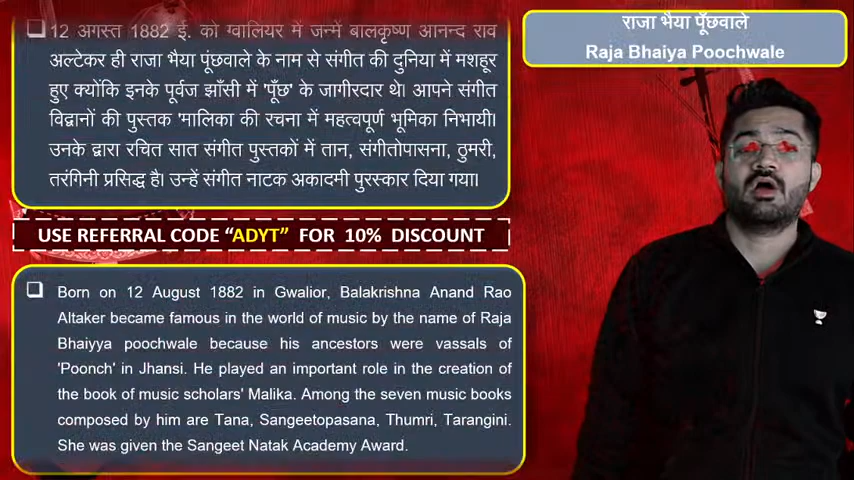 राजा भैया पूँछवाले
Raja Bhaiya Poochwale
12 अगस्त 1882 ई. को ग्वालियर में जन्में बालकृष्ण आनन्द राव
अल्टेकर ही राजा भैया पूंछवाले के नाम से संगीत की दुनिया में मशहूर
हुए क्योंकि इनके पूर्वज झाँसी में 'पूँछ' के जागीरदार थे। आपने संगीत
विद्वानों की पुस्तक 'मालिका की रचना में महत्वपूर्ण भूमिका निभायी।
उनके द्वारा रचित सात संगीत पुस्तकों में तान, संगीतोपासना, ठुमरी,
तरंगिनी प्रसिद्ध है। उन्हें संगीत नाटक अकादमी पुरस्कार दिया गया।
USE REFERRAL CODE “ADYT” FOR 10% DISCOUNT
Born on 12 August 1882 in Gwalior, Balakrishna Anand Rao
Altaker became famous in the world of music by the name of Raja
Bhaiyya poochwale because his ancestors were vassals of
'Poonch' in Jhansi. He played an important role in the creation of
the book of music scholars' Malika. Among the seven music books
composed by him are Tana, Sangeetopasana, Thumri, Tarangini.
She was given the Sangeet Natak Academy Award.